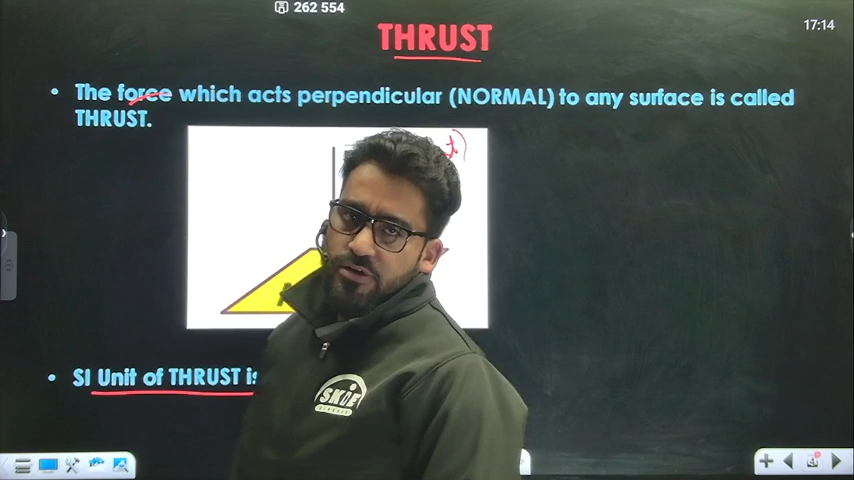 262 554
17:14
THRUST
• The force which acts perpendicular (NORMAL) to any surface is called
THRUST.
• SI Unit of THRUST is
SKUE